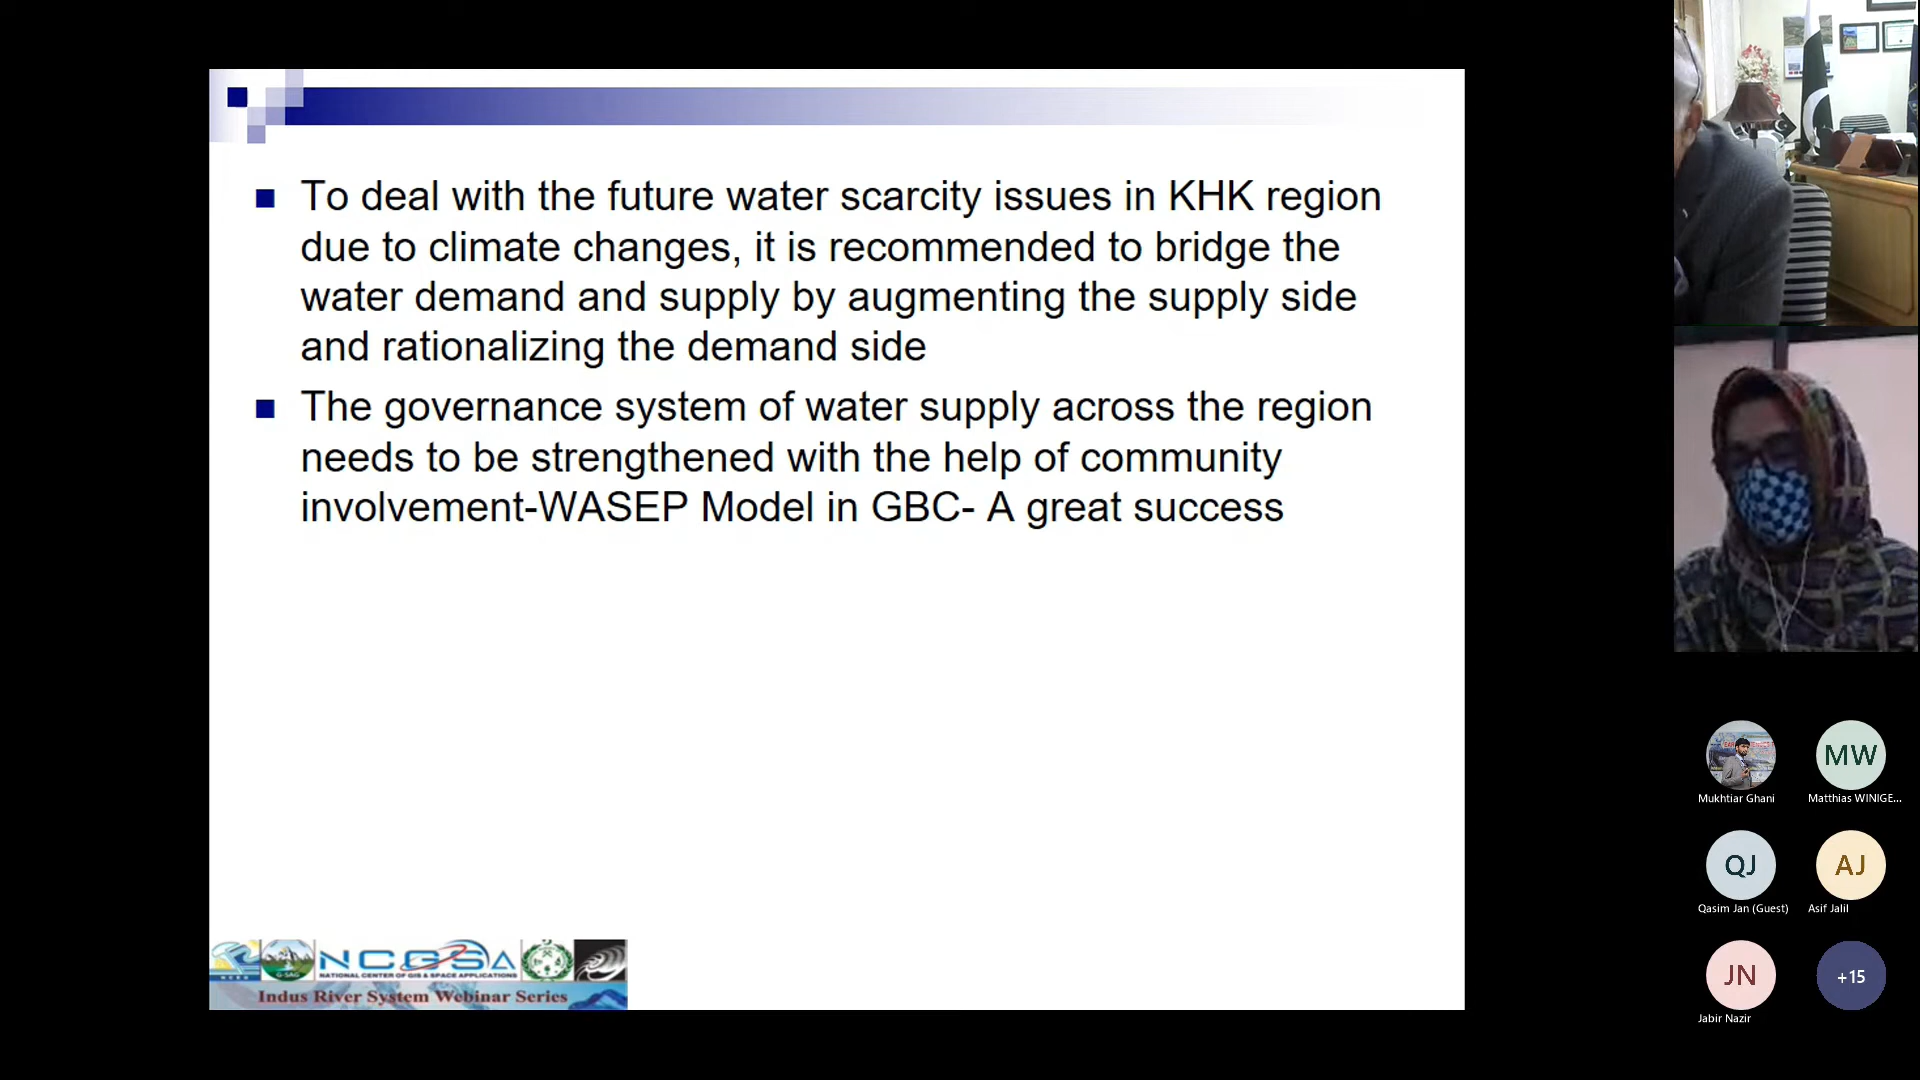 To deal with the future water scarcity issues in KHK region
due to climate changes, it is recommended to bridge the
water demand and supply by augmenting the supply side
and rationalizing the demand side
The governance system of water supply across the region
needs to be strengthened with the help of community
involvement-WASEP Model in GBC- A great success
G-SAG
NCGSA
NATIONAL CENTER OF GIS & SPACE APPLICATIONS
Indus River System Webinar Series
Mukhtiar Ghani
MW
Matthias WINIGE...
QJ
Qasim Jan (Guest)
AJ
Asif Jalil
JN
Jabir Nazir
+15